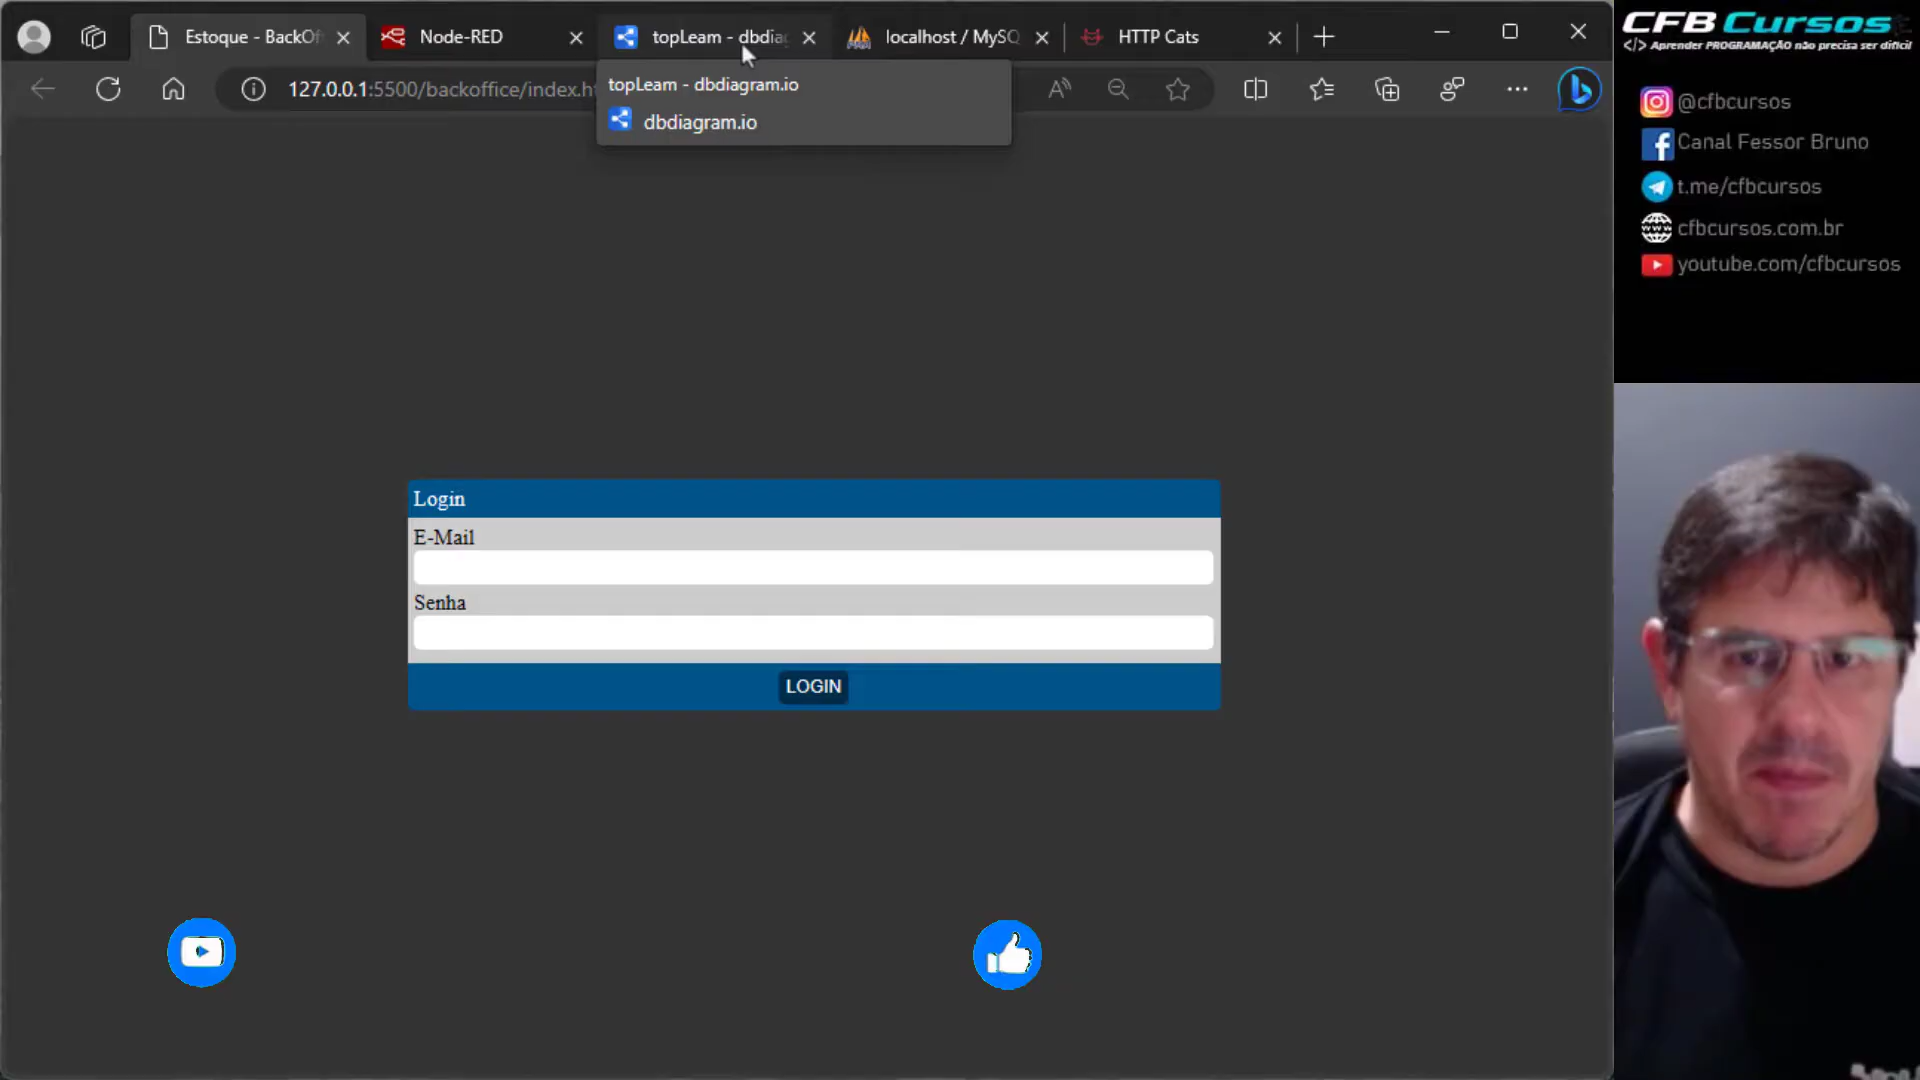 Estoque - BackOf
Node-RED
topLeam - dbdia
localhost / MySQ
HTTP Cats
127.0.0.1:5500/backoffice/index.h
topLeam - dbdiagram.io
dbdiagram.io
Login
E-Mail
Senha
LOGIN
CFB Cursos
</> Aprender PROGRAMAÇÃO não precisa ser difícil
@cfbcursos
Canal Fessor Bruno
t.me/cfbcursos
cfbcursos.com.br
youtube.com/cfbcursos